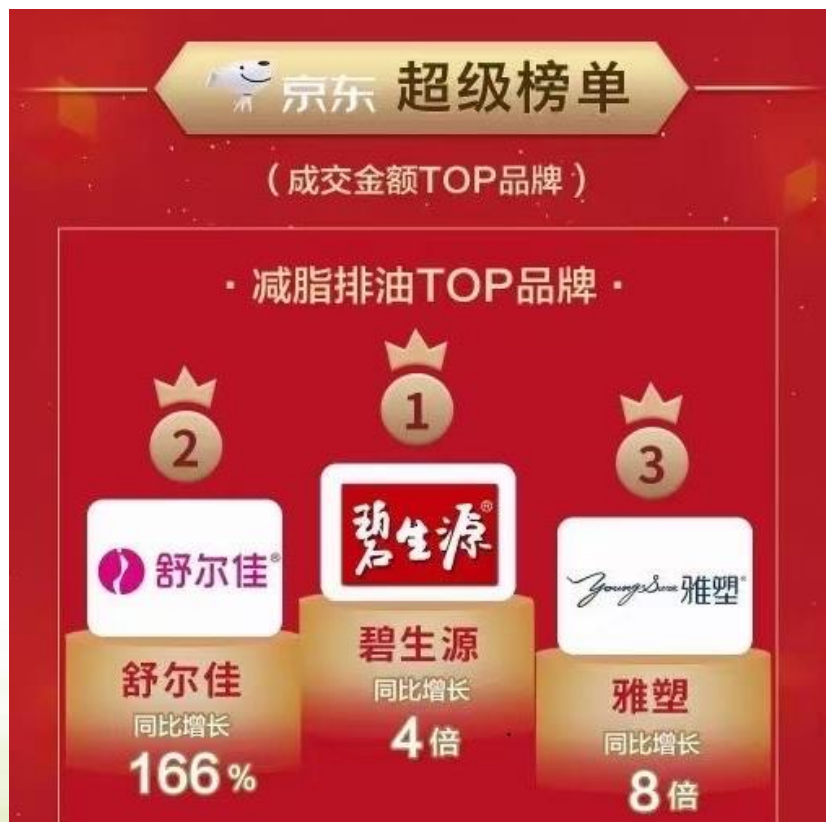 京东 超级榜单
（成交金额TOP品牌）
·减脂排油TOP品牌·
1
碧生源®
碧生源
同比增长
4倍
2
舒尔佳®
舒尔佳
同比增长
166%
3
YoungSure 雅塑®
雅塑
同比增长
8倍